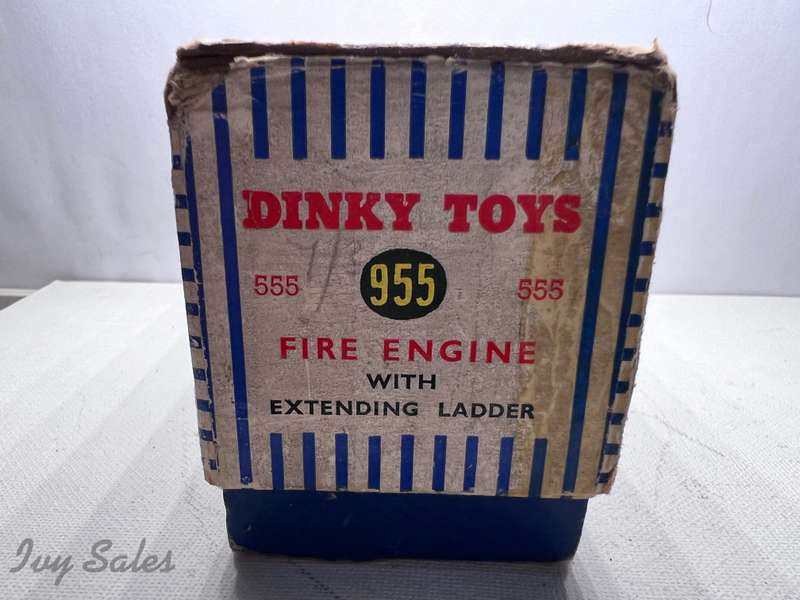 DINKY TOYS
555 955 555
FIRE ENGINE
WITH
EXTENDING LADDER
Ivy Sales